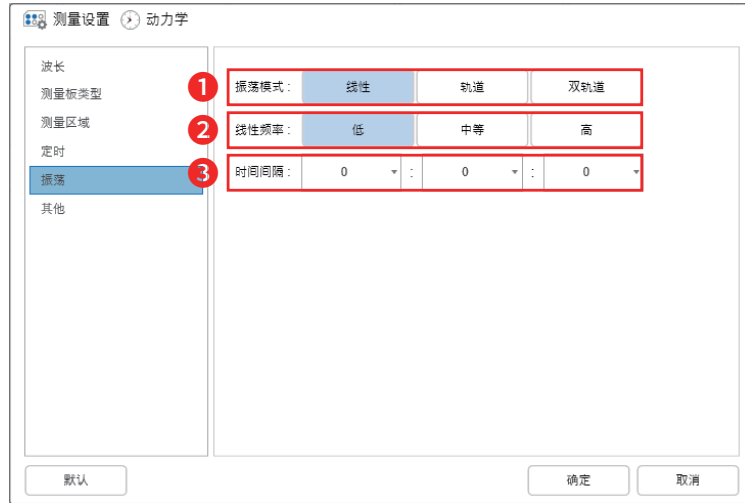 测量设置 动力学
波长
测量板类型
测量区域
定时
振荡
其他
1 振荡模式： 线性 轨道 双轨道
2 线性频率： 低 中等 高
3 时间间隔： 0 : 0 : 0
默认 确定 取消